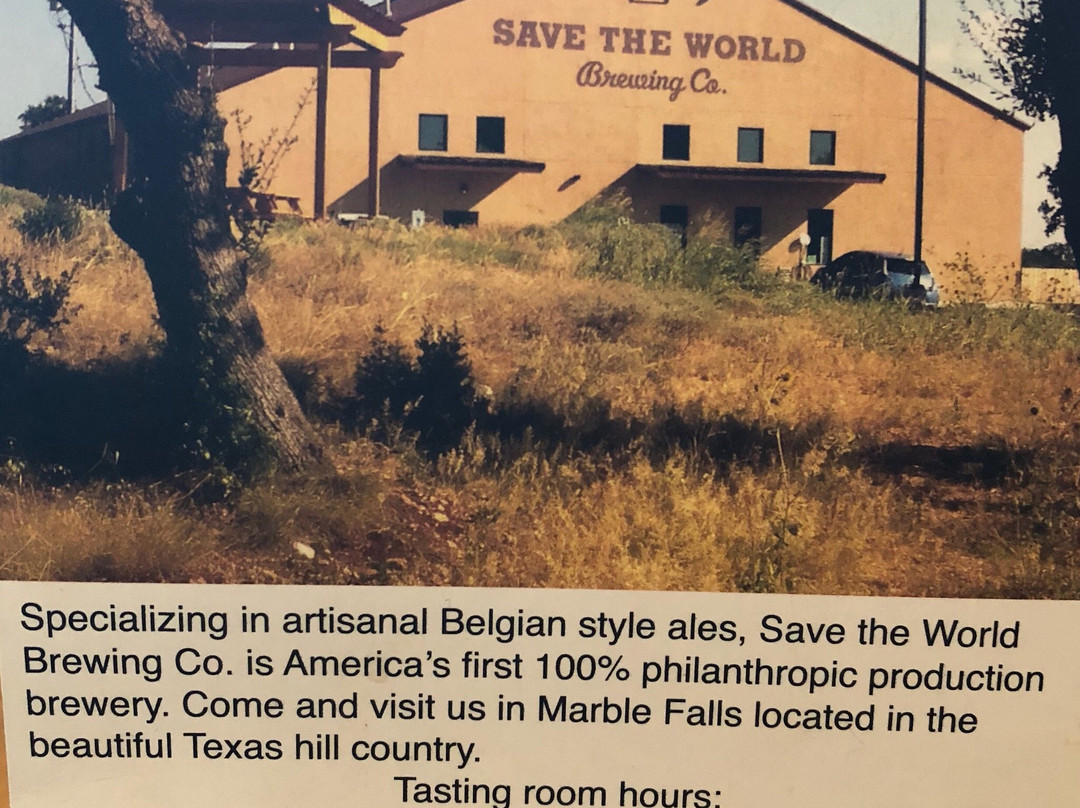 SAVE THE WORLD
Brewing Co.
Specializing in artisanal Belgian style ales, Save the World
Brewing Co. is America's first 100% philanthropic production
brewery. Come and visit us in Marble Falls located in the
beautiful Texas hill country.
Tasting room hours: